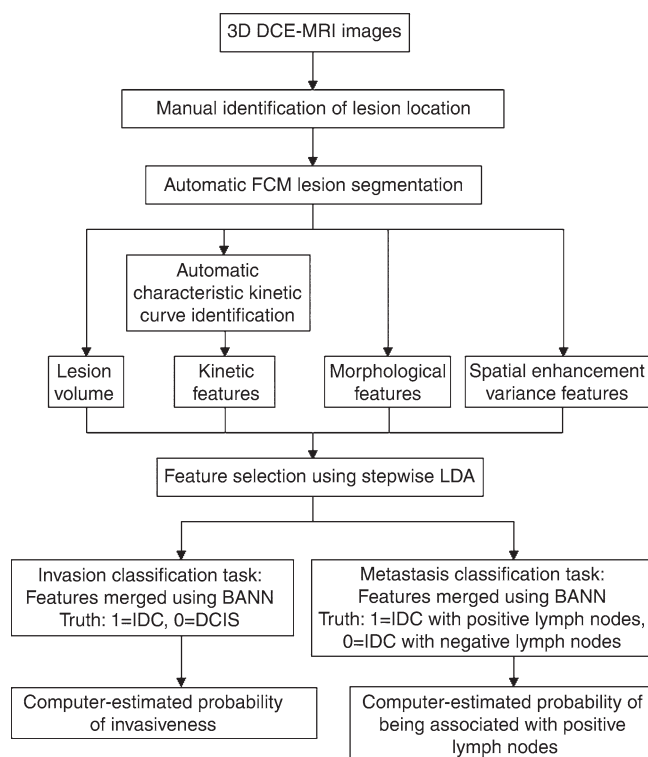 3D DCE-MRI images
Manual identification of lesion location
Automatic FCM lesion segmentation
Automatic
characteristic kinetic
curve identification
Lesion
volume
Kinetic
features
Morphological
features
Spatial enhancement
variance features
Feature selection using stepwise LDA
Invasion classification task:
Features merged using BANN
Truth: 1=IDC, 0=DCIS
Metastasis classification task:
Features merged using BANN
Truth: 1=IDC with positive lymph nodes,
0=IDC with negative lymph nodes
Computer-estimated probability
of invasiveness
Computer-estimated probability of
being associated with positive
lymph nodes